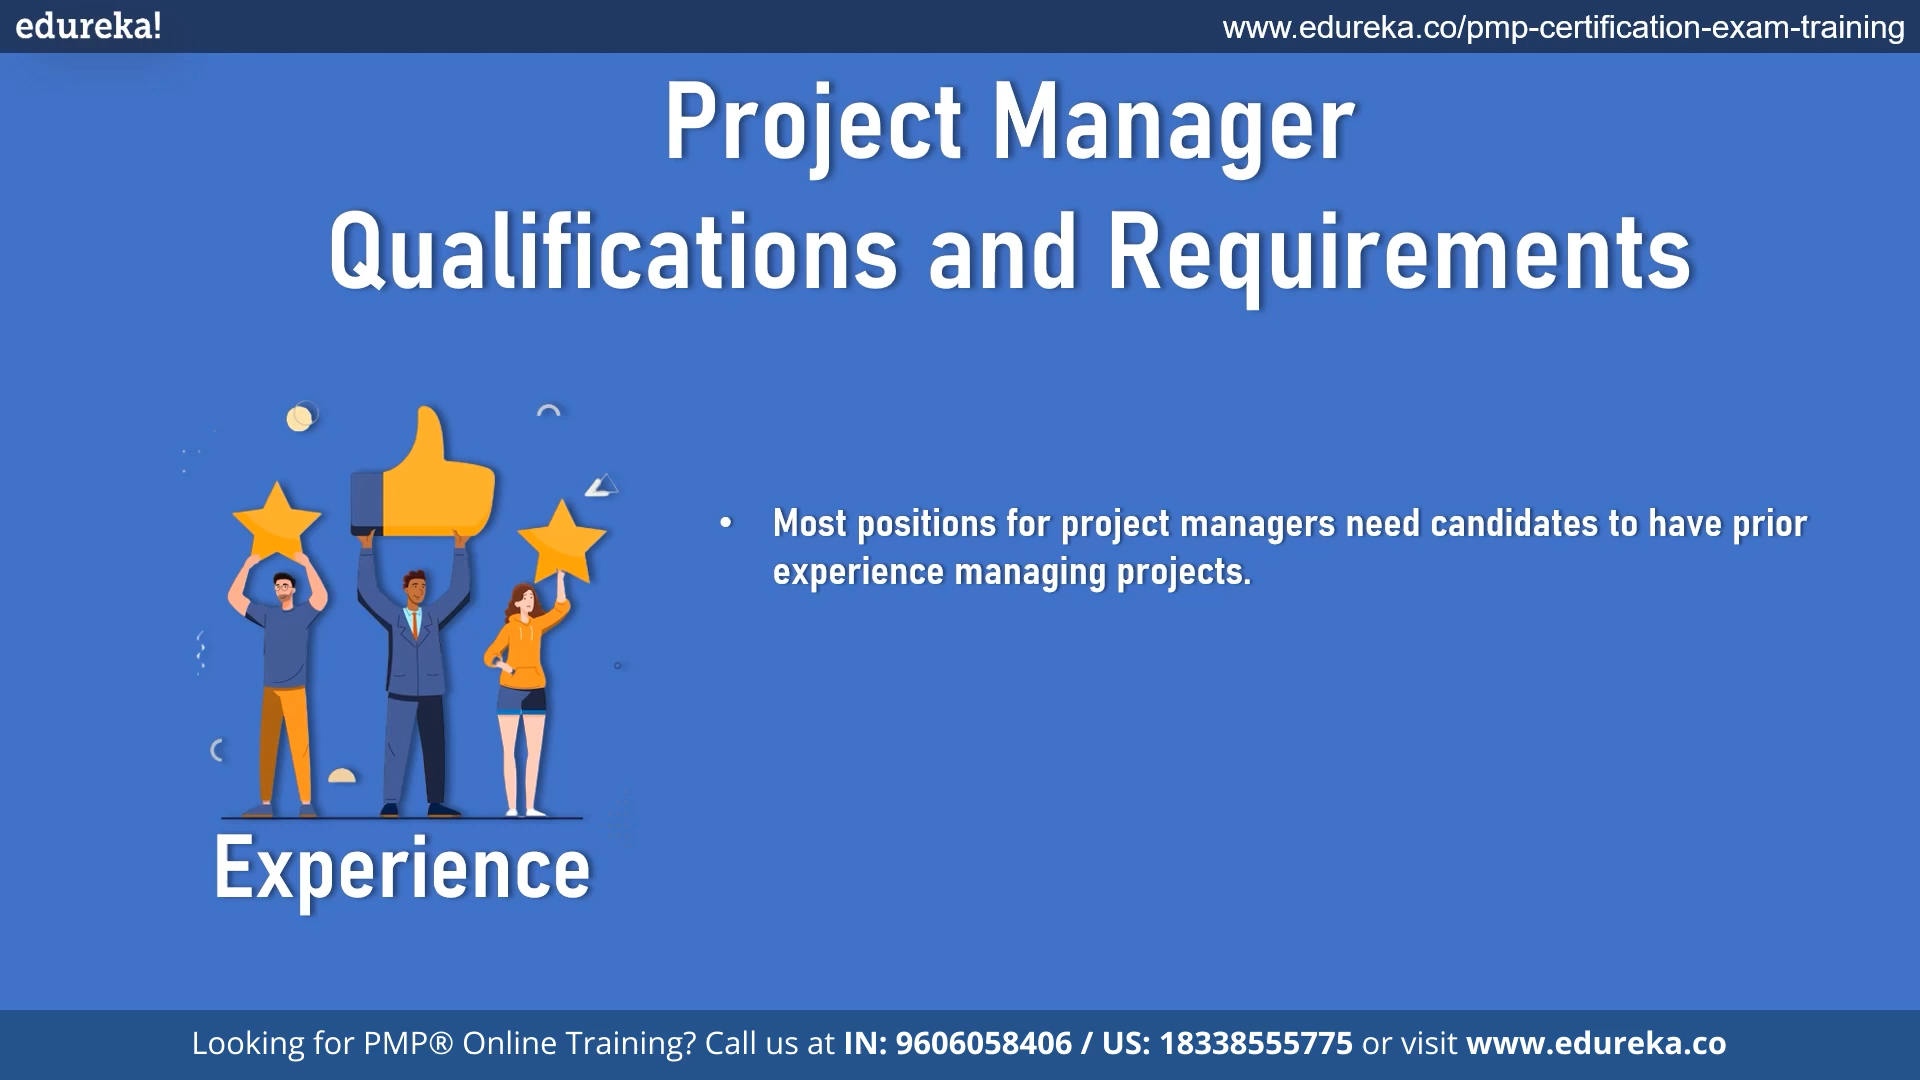 edureka!
www.edureka.co/pmp-certification-exam-training
Project Manager
Qualifications and Requirements
• Most positions for project managers need candidates to have prior
experience managing projects.
Experience
Looking for PMP® Online Training? Call us at IN: 9606058406 / US: 18338555775 or visit www.edureka.co